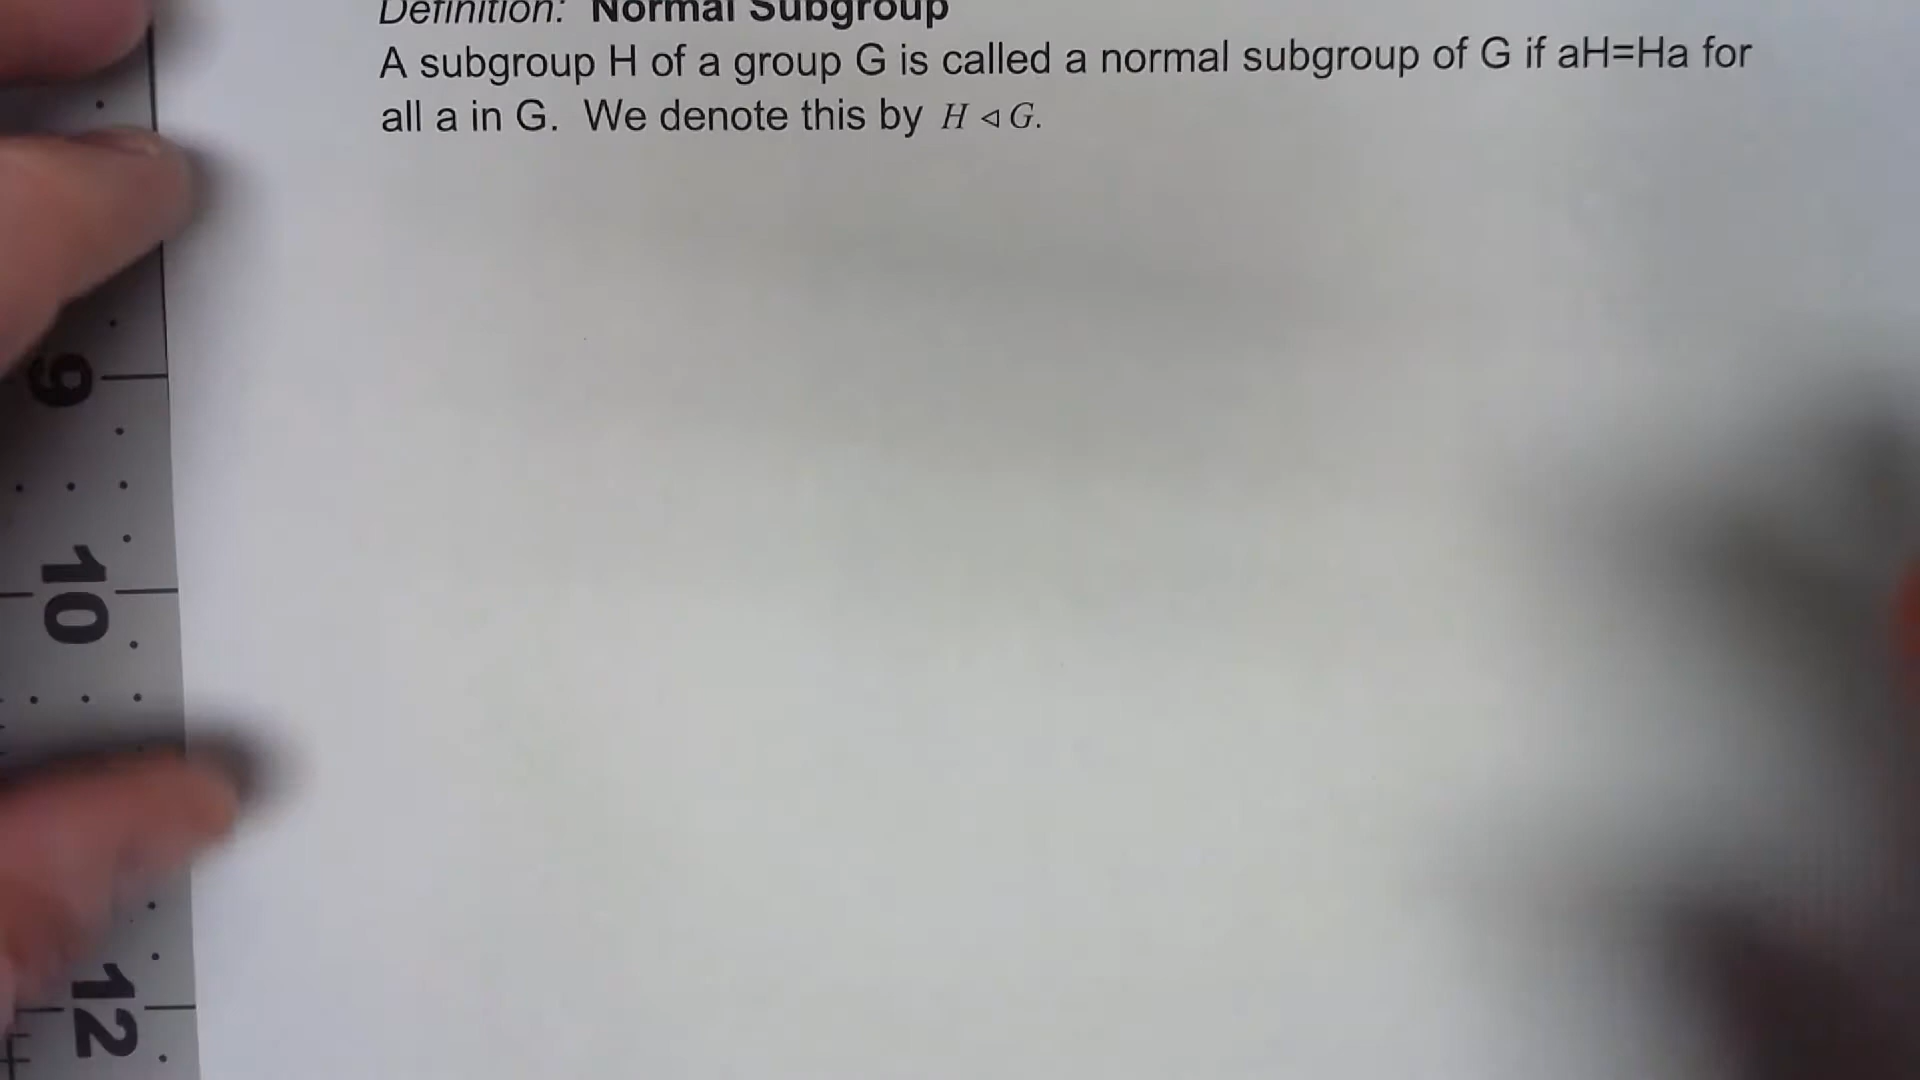 Definition: Normal Subgroup
A subgroup H of a group G is called a normal subgroup of G if aH=Ha for
all a in G. We denote this by H ⊲ G.
9
10
12